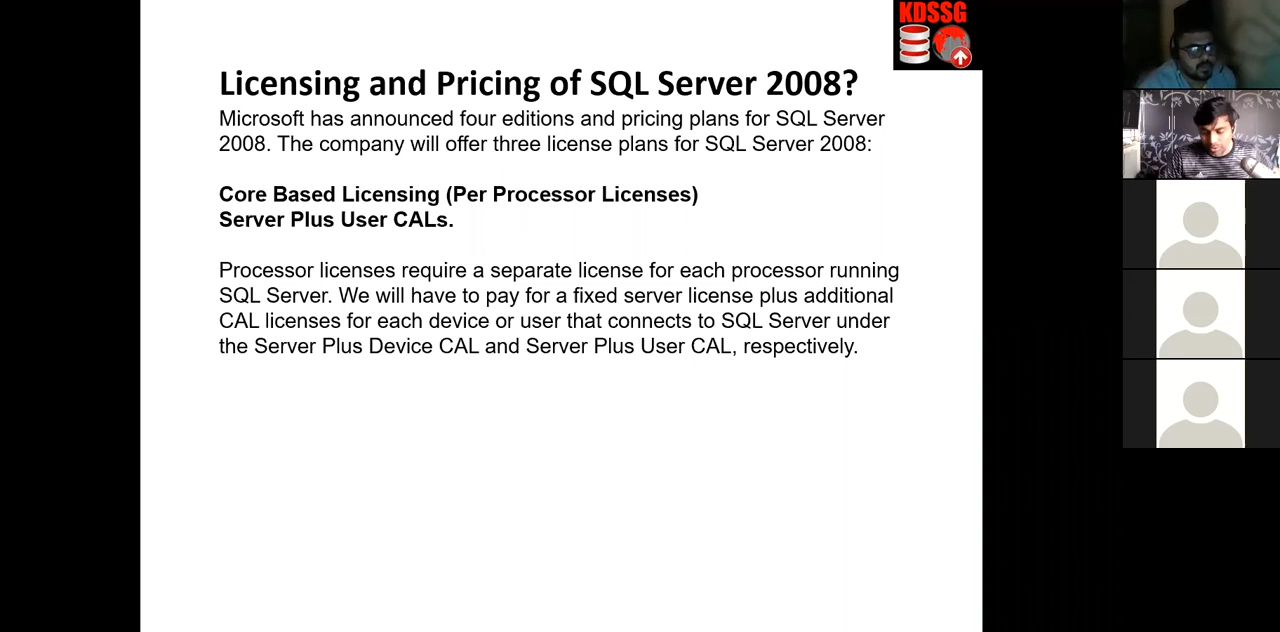 KDSSG
Licensing and Pricing of SQL Server 2008?
Microsoft has announced four editions and pricing plans for SQL Server
2008. The company will offer three license plans for SQL Server 2008:
Core Based Licensing (Per Processor Licenses)
Server Plus User CALs.
Processor licenses require a separate license for each processor running
SQL Server. We will have to pay for a fixed server license plus additional
CAL licenses for each device or user that connects to SQL Server under
the Server Plus Device CAL and Server Plus User CAL, respectively.